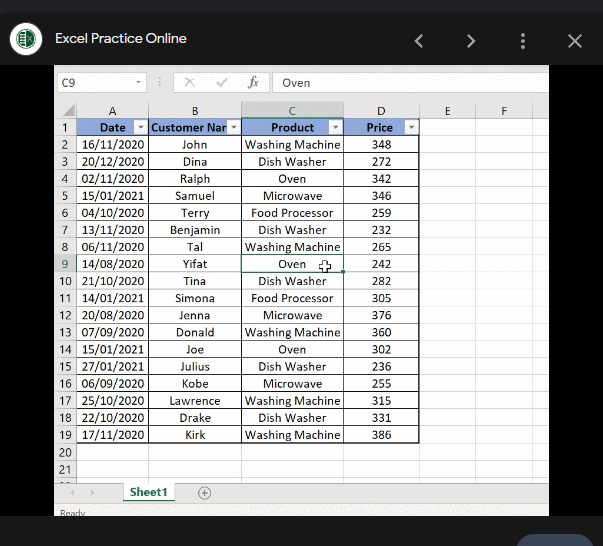 Excel Practice Online
C9 fx Oven
A B C D E F
1 Date Customer Nar Product Price
2 16/11/2020 John Washing Machine 348
3 20/12/2020 Dina Dish Washer 272
4 02/11/2020 Ralph Oven 342
5 15/01/2021 Samuel Microwave 346
6 04/10/2020 Terry Food Processor 259
7 13/11/2020 Benjamin Dish Washer 232
8 06/11/2020 Tal Washing Machine 265
9 14/08/2020 Yifat Oven 242
10 21/10/2020 Tina Dish Washer 282
11 14/01/2021 Simona Food Processor 305
12 20/08/2020 Jenna Microwave 376
13 07/09/2020 Donald Washing Machine 360
14 15/01/2021 Joe Oven 302
15 27/01/2021 Julius Dish Washer 236
16 06/09/2020 Kobe Microwave 255
17 25/10/2020 Lawrence Washing Machine 315
18 22/10/2020 Drake Dish Washer 331
19 17/11/2020 Kirk Washing Machine 386
20
21
Sheet1
Ready